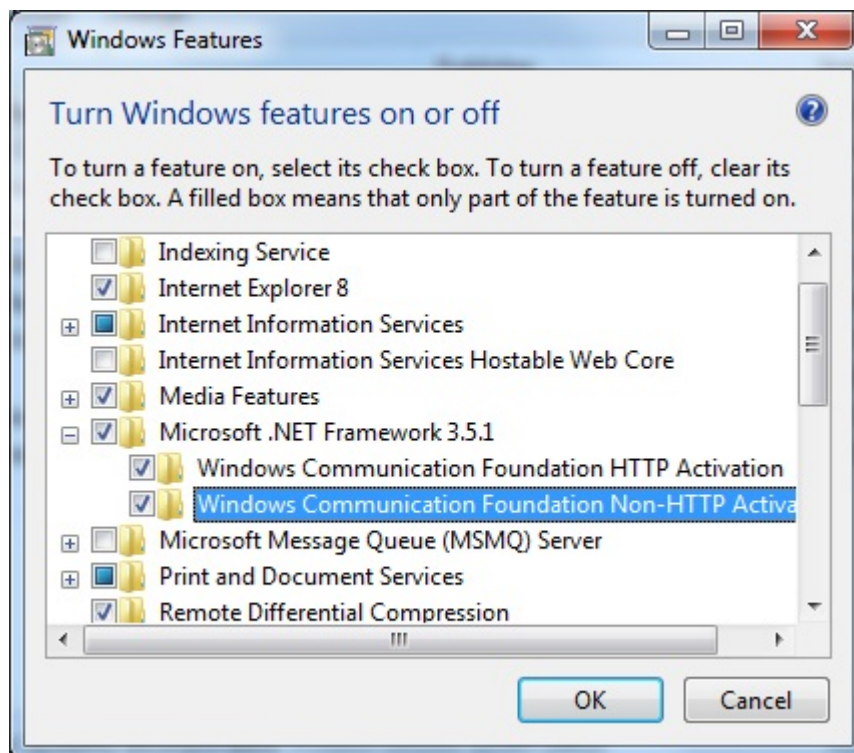 Windows Features
Turn Windows features on or off
To turn a feature on, select its check box. To turn a feature off, clear its
check box. A filled box means that only part of the feature is turned on.
Indexing Service
Internet Explorer 8
Internet Information Services
Internet Information Services Hostable Web Core
Media Features
Microsoft .NET Framework 3.5.1
Windows Communication Foundation HTTP Activation
Windows Communication Foundation Non-HTTP Activa
Microsoft Message Queue (MSMQ) Server
Print and Document Services
Remote Differential Compression
OK
Cancel